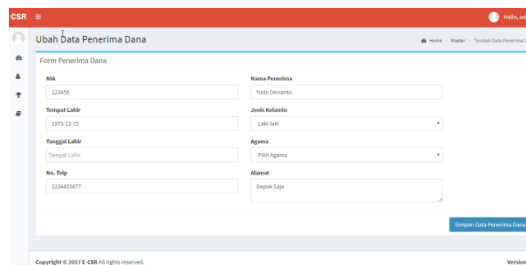 CSR
Hallo, ad
Ubah Data Penerima Dana
Home > Master > Tambah Data Penerima D
Form Penerima Dana
NIA
Nama Penerima
123456
Yudo Devianto
Tempat Lahir
Jenis Kelamin
1973-12-15
Laki-laki
Tanggal Lahir
Agama
Tempat Lahir
Pilih Agama
No. Telp
Alamat
1234455677
Depok Saja
Simpan Data Penerima Dana
Copyright © 2017 E-CSR All rights reserved.
Version